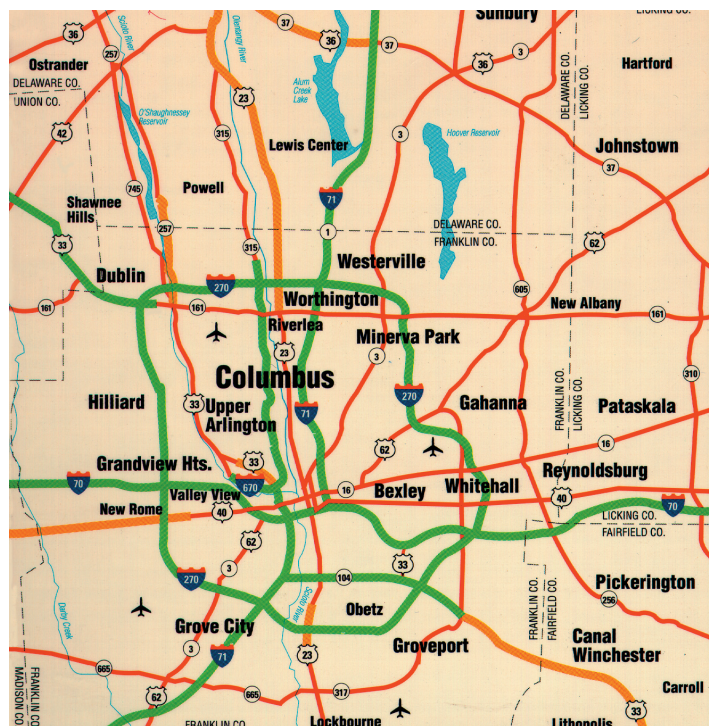 Sunbury
LICKING CO.
Scioto River
Olentangy River
37
36
36
37
3
257
36
Ostrander
Hartford
DELAWARE CO.
UNION CO.
Alum
Creek
Lake
DELAWARE CO.
LICKING CO.
23
O'Shaughnessey
Reservoir
42
315
3
Hoover Reservoir
Lewis Center
Johnstown
37
745
Powell
71
Shawnee
Hills
257
1
DELAWARE CO.
FRANKLIN CO.
33
315
62
Westerville
Dublin
270
605
161
161
Worthington
New Albany
161
Riverlea
Minerva Park
23
3
310
Columbus
270
Hilliard
33
Upper
Arlington
71
Gahanna
FRANKLIN CO.
LICKING CO.
Pataskala
62
16
Grandview Hts.
33
Reynoldsburg
70
670
16
Bexley
Whitehall
Valley View
40
70
New Rome
40
LICKING CO.
FAIRFIELD CO.
62
33
3
270
104
Pickerington
256
Darby Creek
Scioto River
Obetz
FRANKLIN CO.
FAIRFIELD CO.
Grove City
Canal
Winchester
3
71
23
Groveport
665
FRANKLIN CO.
MADISON CO.
62
665
317
Carroll
33
FRANKLIN CO.
Lockbourne
Lithopolis